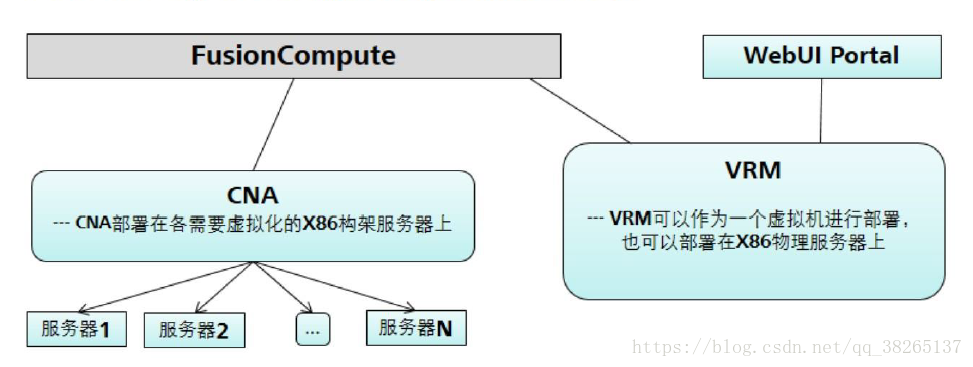 FusionCompute
WebUI Portal
CNA
--- CNA部署在各需要虚拟化的X86构架服务器上
VRM
--- VRM可以作为一个虚拟机进行部署，
也可以部署在X86物理服务器上
服务器1
服务器2
...
服务器N
https://blog.csdn.net/qq_38265137